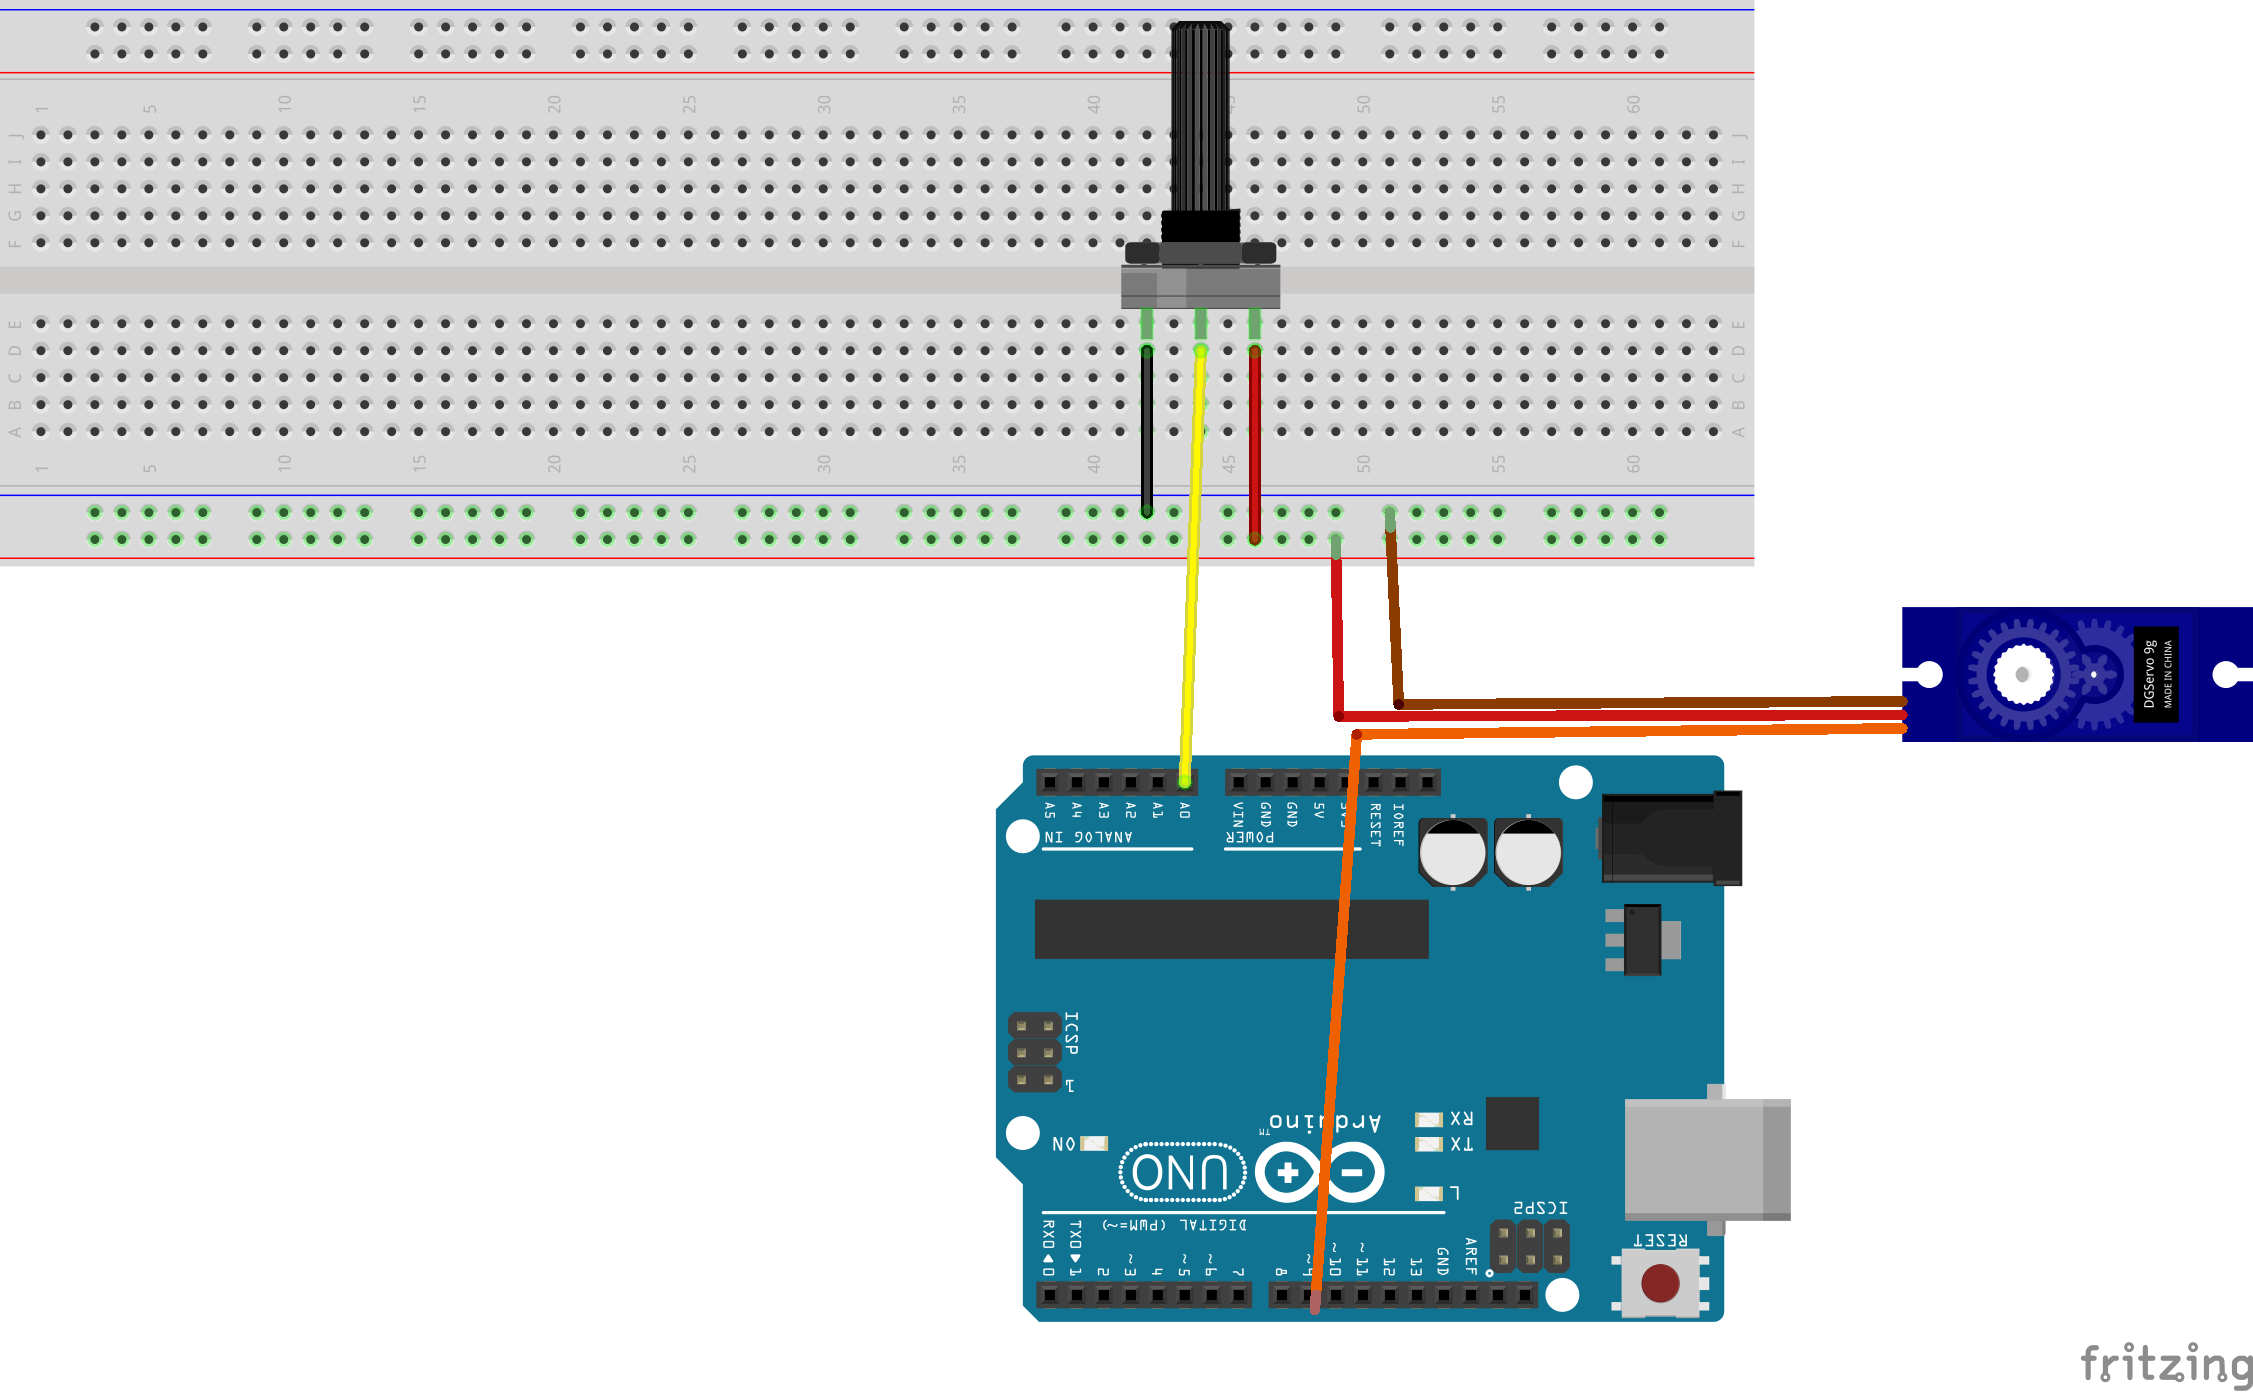 1 5 10 15 20 25 30 35 40 45 50 55 60
J J
I I
H H
G G
F F
E E
D D
C C
B B
A A
1 5 10 15 20 25 30 35 40 45 50 55 60
DGServo 9g
MADE IN CHINA
A5 A4 A3 A2 A1 A0 VIN GND GND 5V 3V3 RESET IOREF
ANALOG IN POWER
ICSP
1
Arduino
TM
RX
ON
TX
UNO
L
ICSP2
DIGITAL (PWM=~)
RESET
RX0 0 TX0 1 2 ~3 4 ~5 ~6 7 8 ~9 ~10 ~11 12 13 GND AREF
fritzing